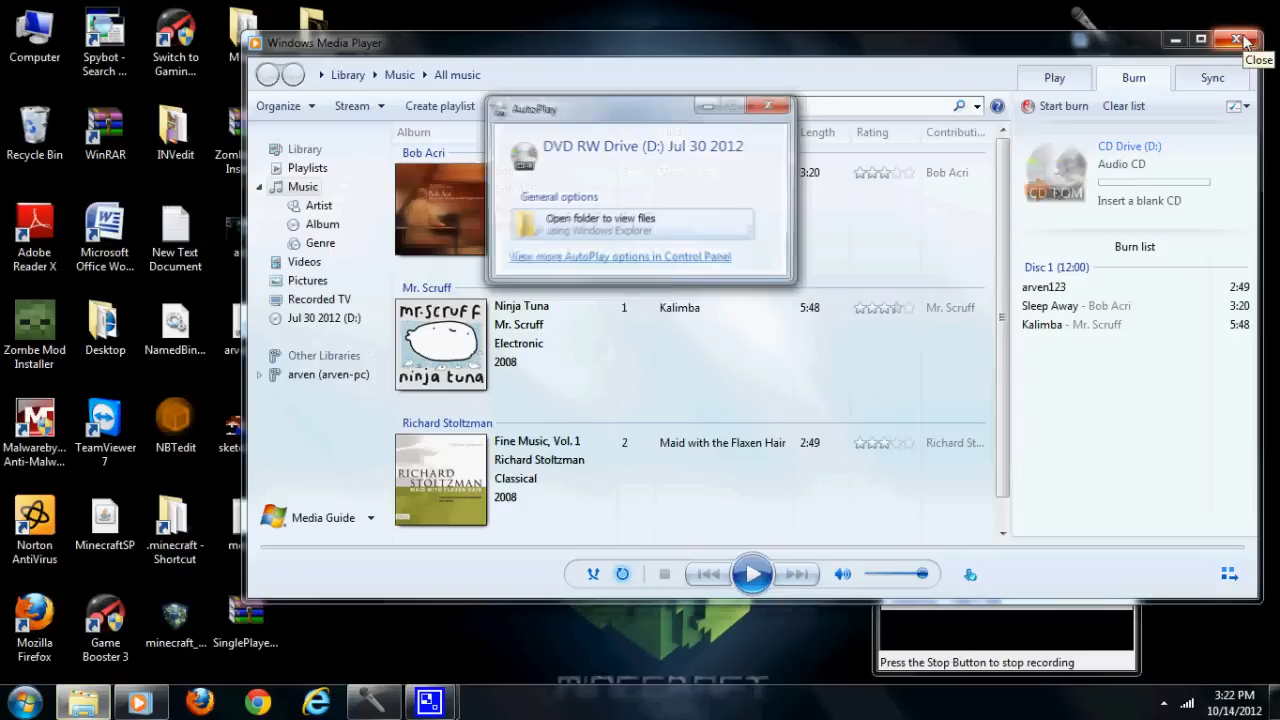 Computer
Spybot -
Search ...
Switch to
Gaming...
Windows Media Player
Close
Library
Music
All music
Play
Burn
Sync
Organize
Stream
Create playlist
Start burn
Clear list
AutoPlay
DVD RW Drive (D:) Jul 30 2012
General options
Open folder to view files
using Windows Explorer
View more AutoPlay options in Control Panel
Album
Length
Rating
Contributi...
Bob Acri
3:20
Bob Acri
Recycle Bin
WinRAR
INVedit
Library
Playlists
Music
Artist
Album
Genre
Videos
Pictures
Recorded TV
Jul 30 2012 (D:)
Other Libraries
arven (arven-pc)
CD Drive (D:)
Audio CD
CD ROM
Insert a blank CD
Burn list
Disc 1 (12:00)
arven123 2:49
Sleep Away - Bob Acri 3:20
Kalimba - Mr. Scruff 5:48
Adobe
Reader X
Microsoft
Office Wo...
New Text
Document
Mr. Scruff
mr.scruff
ninja tuna
Ninja Tuna
Mr. Scruff
Electronic
2008
1 Kalimba 5:48 Mr. Scruff
Zombe Mod
Installer
Desktop
NamedBin...
Richard Stoltzman
RICHARD
STOLTZMAN
MAID WITH THE FLAXEN HAIR
Fine Music, Vol. 1
Richard Stoltzman
Classical
2008
2 Maid with the Flaxen Hair 2:49 Richard St...
Malwareby...
Anti-Malw...
TeamViewer
7
NBTedit
Media Guide
Norton
AntiVirus
MinecraftSP
.minecraft -
Shortcut
Mozilla
Firefox
Game
Booster 3
minecraft_...
SinglePlaye...
MINECRAFT
Press the Stop Button to stop recording
3:22 PM
10/14/2012